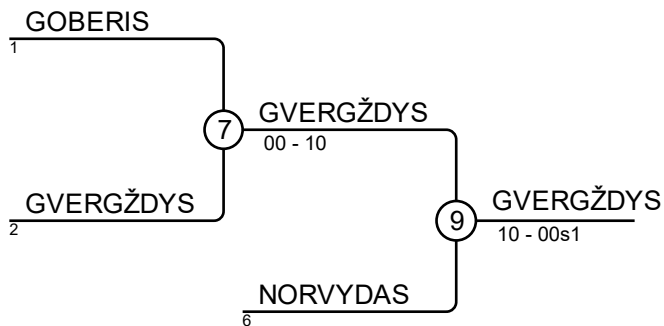 GOBERIS
1
7
GVERGŽDYS
00 - 10
GVERGŽDYS
2
9
GVERGŽDYS
10 - 00s1
NORVYDAS
6